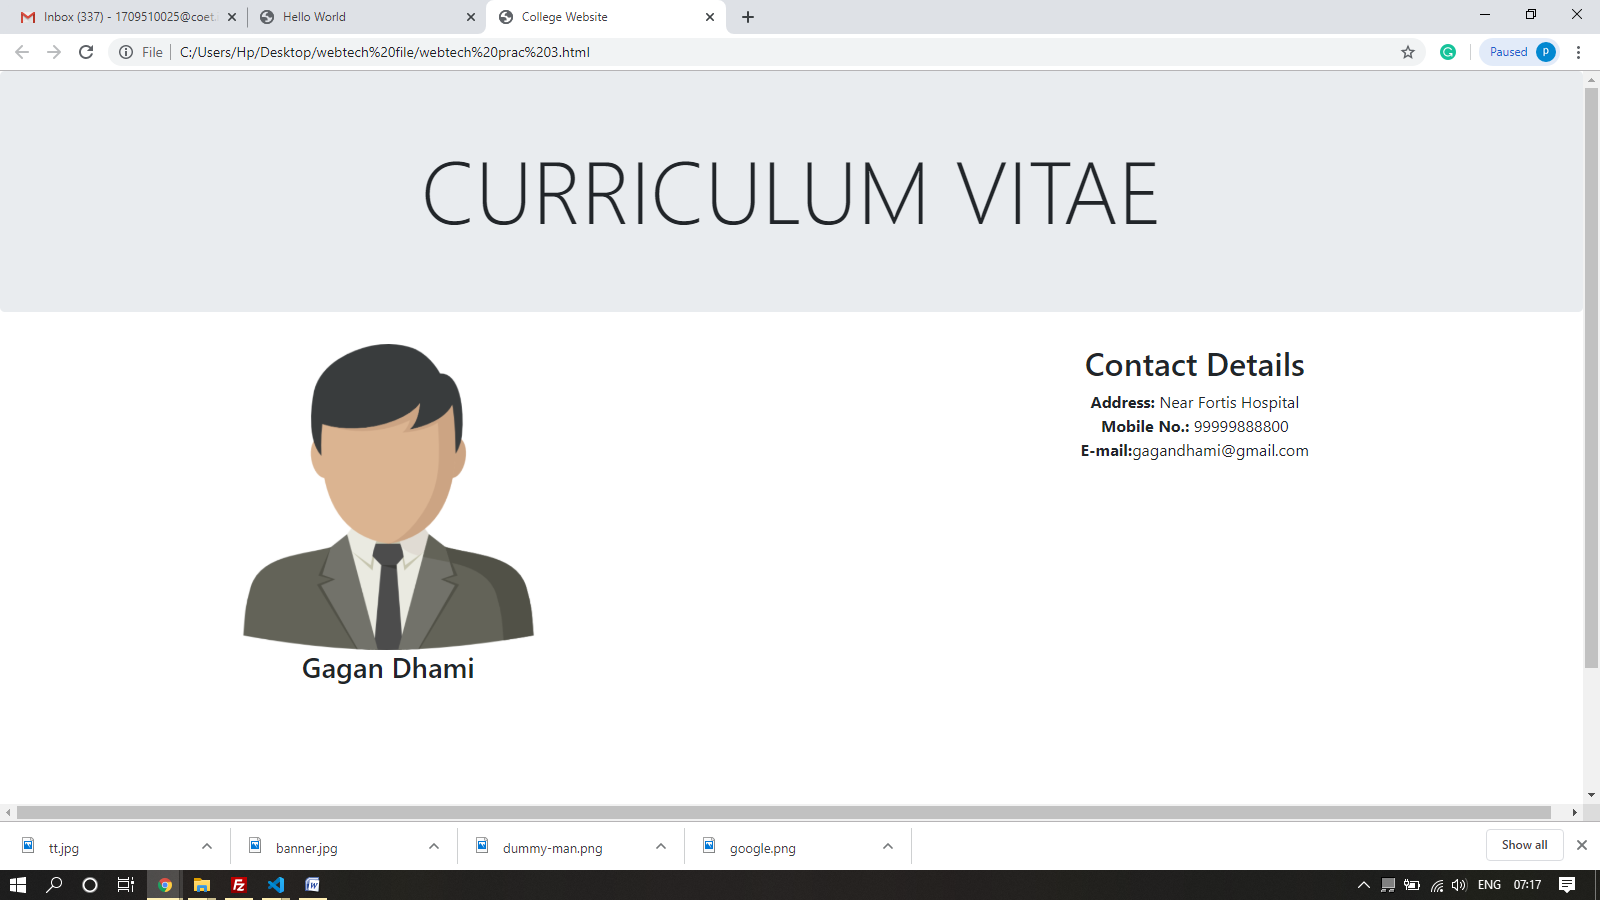 Inbox (337) - 1709510025@coet.
Hello World
College Website
File
C:/Users/Hp/Desktop/webtech%20file/webtech%20prac%203.html
Paused
p
CURRICULUM VITAE
Contact Details
Address: Near Fortis Hospital
Mobile No.: 99999888800
E-mail:gagandhami@gmail.com
Gagan Dhami
tt.jpg
banner.jpg
dummy-man.png
google.png
Show all
ENG
07:17